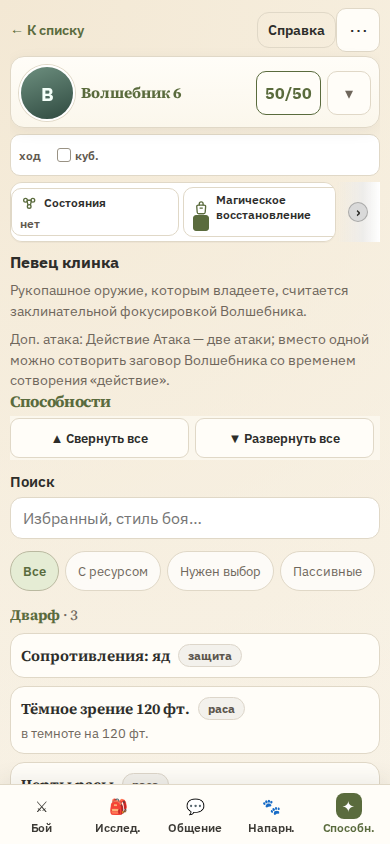 ← К списку
Справка
...
В
Волшебник 6
50/50
▼
ход
куб.
Состояния
нет
Магическое
восстановление
›
Певец клинка
Рукопашное оружие, которым владеете, считается
заклинательной фокусировкой Волшебника.
Доп. атака: Действие Атака — две атаки; вместо одной
можно сотворить заговор Волшебника со временем
сотворения «действие».
Способности
▲ Свернуть все
▼ Развернуть все
Поиск
Избранный, стиль боя...
Все
С ресурсом
Нужен выбор
Пассивные
Дварф · 3
Сопротивления: яд
защита
Тёмное зрение 120 фт.
раса
в темноте на 120 фт.
Черты расы
раса
Бой
Исслед.
Общение
Напарн.
Способн.